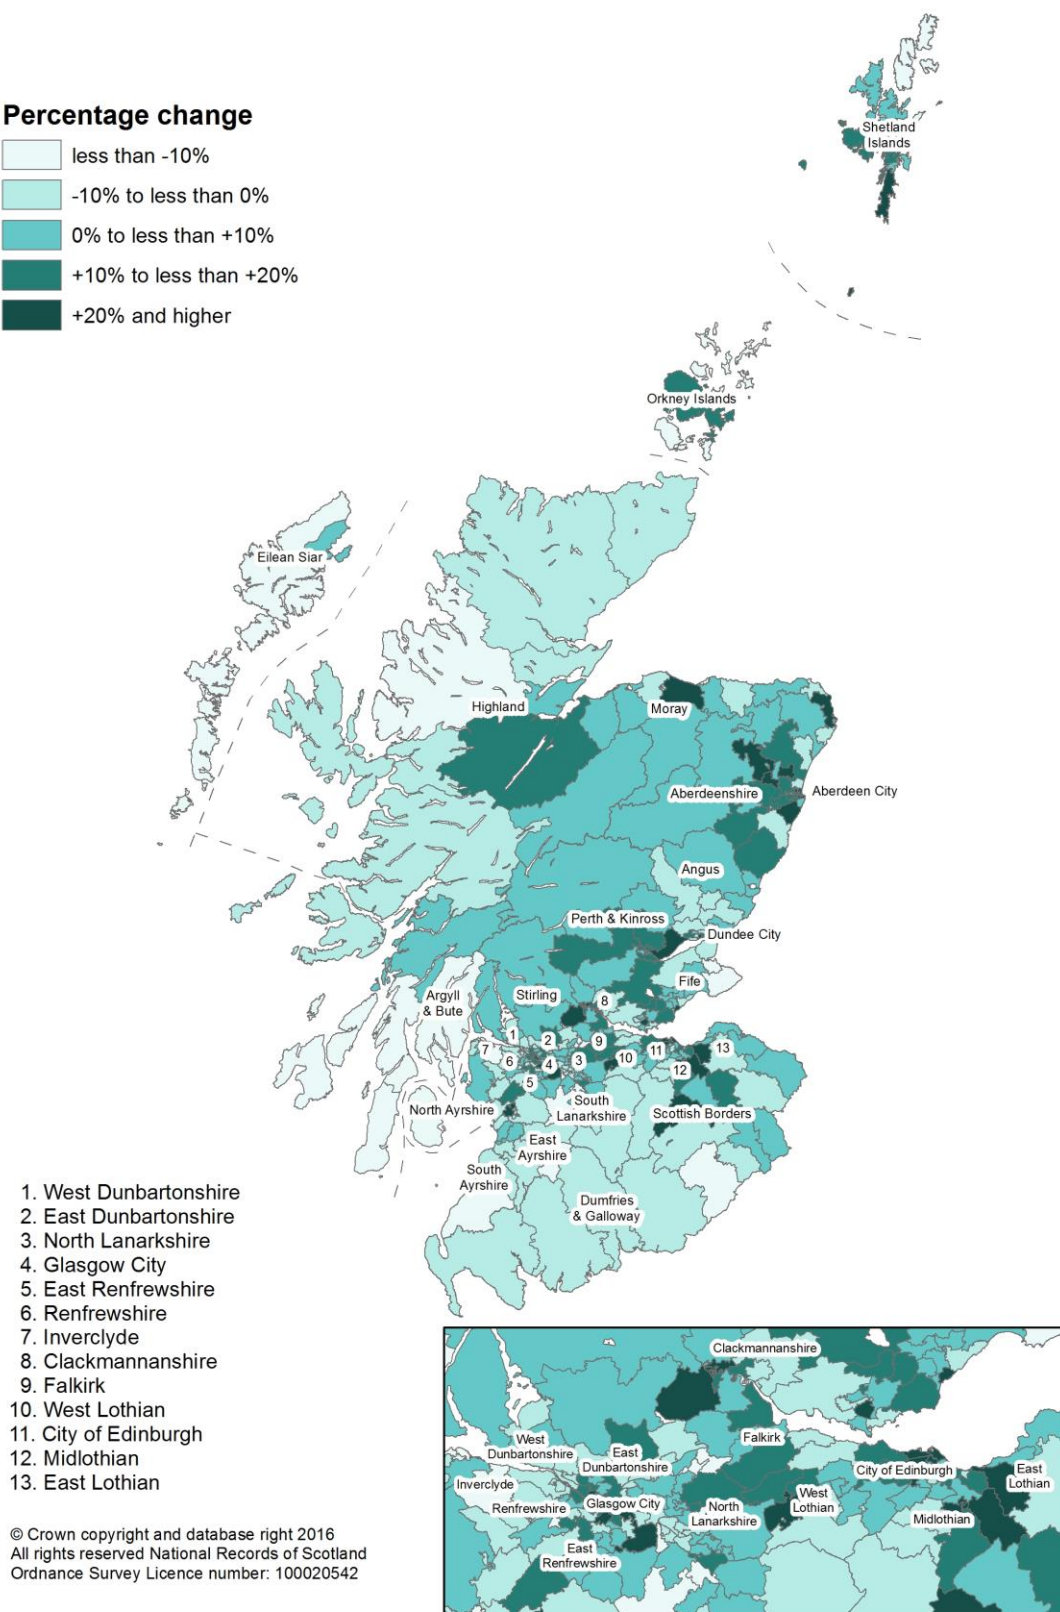 Percentage change
less than -10%
-10% to less than 0%
0% to less than +10%
+10% to less than +20%
+20% and higher
Shetland
Islands
Orkney Islands
Eilean Siar
Highland
Moray
Aberdeenshire
Aberdeen City
Angus
Perth & Kinross
Dundee City
Fife
Stirling
Argyll
& Bute
8
1
2
9
7
6
4
3
10
11
13
12
5
North Ayrshire
South
Lanarkshire
Scottish Borders
East
Ayrshire
South
Ayrshire
Dumfries
& Galloway
1. West Dunbartonshire
2. East Dunbartonshire
3. North Lanarkshire
4. Glasgow City
5. East Renfrewshire
6. Renfrewshire
7. Inverclyde
8. Clackmannanshire
9. Falkirk
10. West Lothian
11. City of Edinburgh
12. Midlothian
13. East Lothian
© Crown copyright and database right 2016
All rights reserved National Records of Scotland
Ordnance Survey Licence number: 100020542
Clackmannanshire
West
Dunbartonshire
East
Dunbartonshire
Falkirk
City of Edinburgh
East
Lothian
Inverclyde
Renfrewshire
Glasgow City
North
Lanarkshire
West
Lothian
Midlothian
East
Renfrewshire